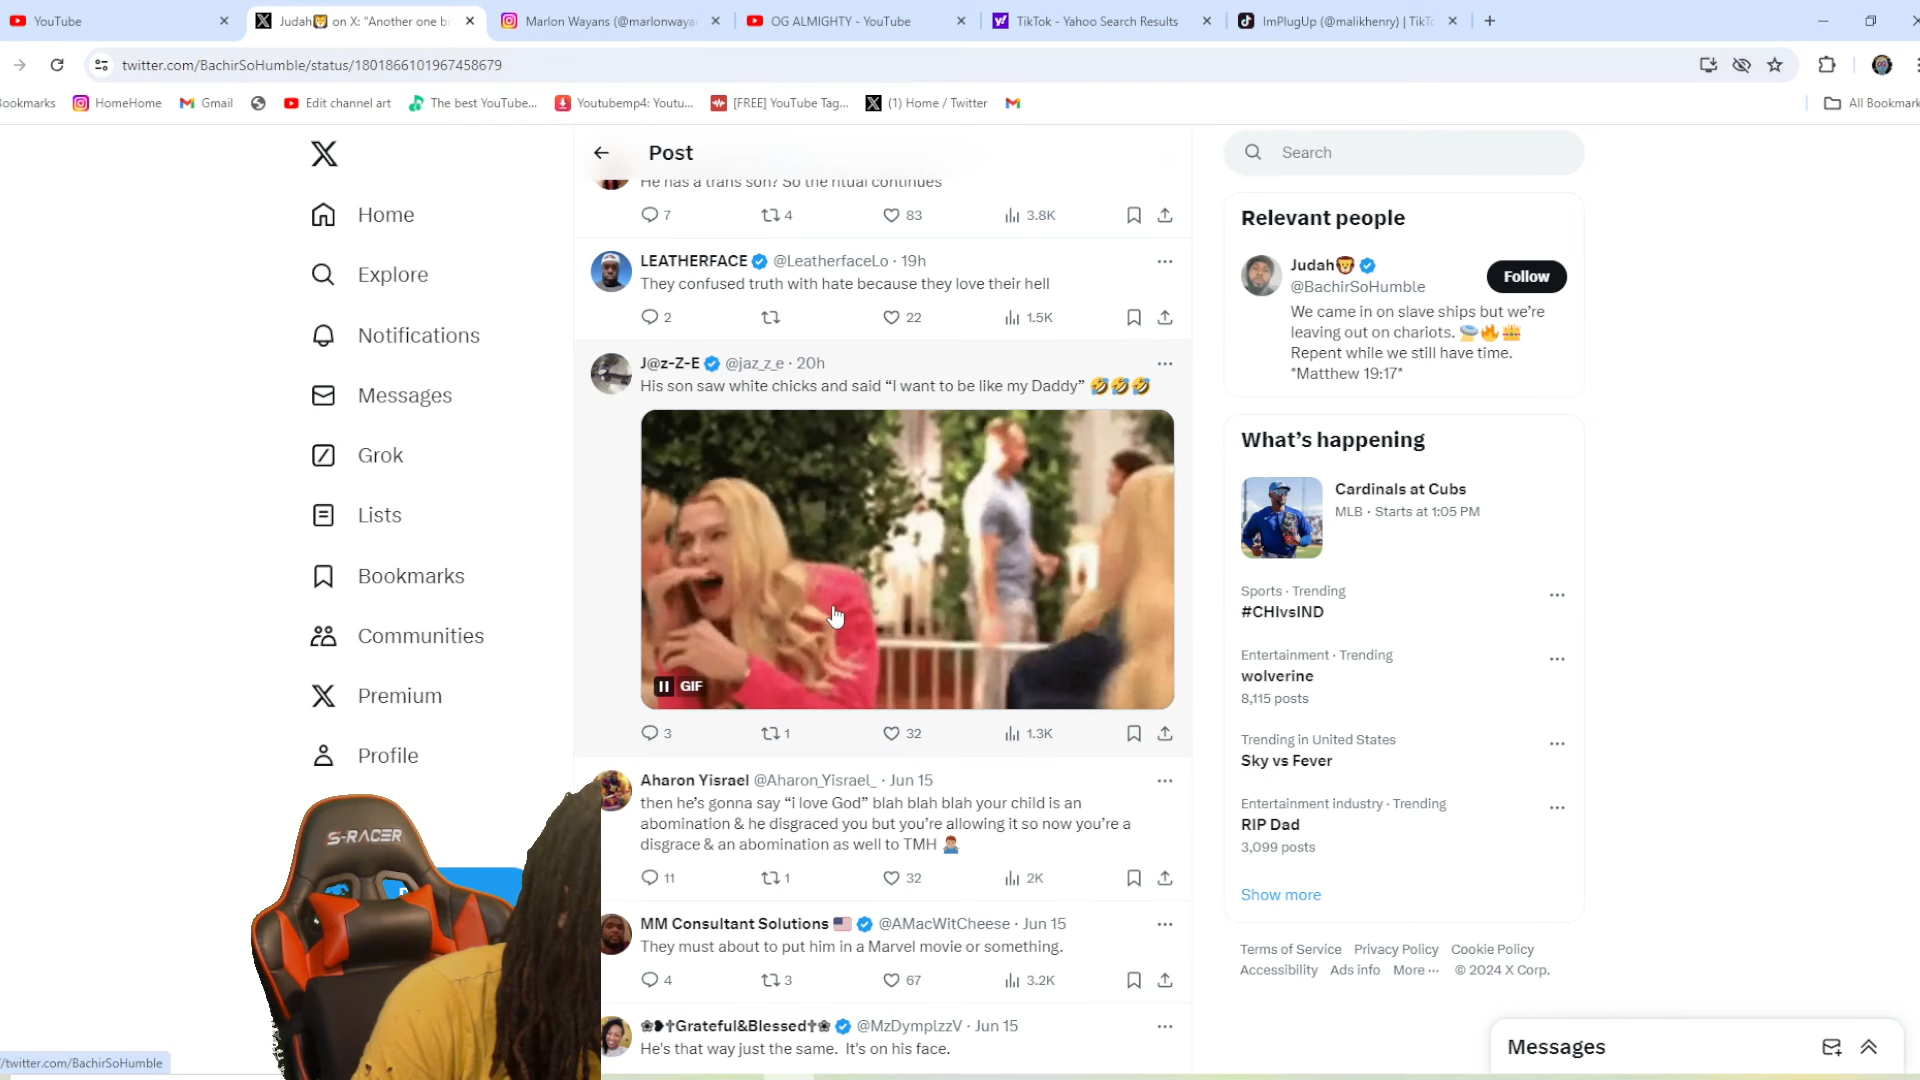 YouTube
Judah🦁 on X: "Another one bi
Marlon Wayans (@marlonwaya
OG ALMIGHTY - YouTube
TikTok - Yahoo Search Results
ImPlugUp (@malikhenry) | TikTo
twitter.com/BachirSoHumble/status/1801866101967458679
ookmarks
HomeHome
Gmail
Edit channel art
The best YouTube...
Youtubemp4: Youtu...
[FREE] YouTube Tag...
(1) Home / Twitter
All Bookmark
Home
Explore
Notifications
Messages
Grok
Lists
Bookmarks
Communities
Premium
Profile
S-RACER
Post
He has a trans son? So the ritual continues
7 4 83 3.8K
LEATHERFACE @LeatherfaceLo · 19h
They confused truth with hate because they love their hell
2 22 1.5K
J@z-Z-E @jaz_z_e · 20h
His son saw white chicks and said “I want to be like my Daddy” 🤣🤣🤣
GIF
3 1 32 1.3K
Aharon Yisrael @Aharon_Yisrael_ · Jun 15
then he’s gonna say “i love God” blah blah blah your child is an
abomination & he disgraced you but you’re allowing it so now you’re a
disgrace & an abomination as well to TMH 🤷🏽‍♂️
11 1 32 2K
MM Consultant Solutions 🇺🇸 @AMacWitCheese · Jun 15
They must about to put him in a Marvel movie or something.
4 3 67 3.2K
❀❥✝Grateful&Blessed✝❀ @MzDymplzzV · Jun 15
He's that way just the same. It's on his face.
Search
Relevant people
Judah🦁
@BachirSoHumble
Follow
We came in on slave ships but we’re
leaving out on chariots. 🛸🔥👑
Repent while we still have time.
*Matthew 19:17*
What’s happening
Cardinals at Cubs
MLB · Starts at 1:05 PM
Sports · Trending
#CHIvsIND
Entertainment · Trending
wolverine
8,115 posts
Trending in United States
Sky vs Fever
Entertainment industry · Trending
RIP Dad
3,099 posts
Show more
Terms of Service Privacy Policy Cookie Policy
Accessibility Ads info More ··· © 2024 X Corp.
Messages
/twitter.com/BachirSoHumble